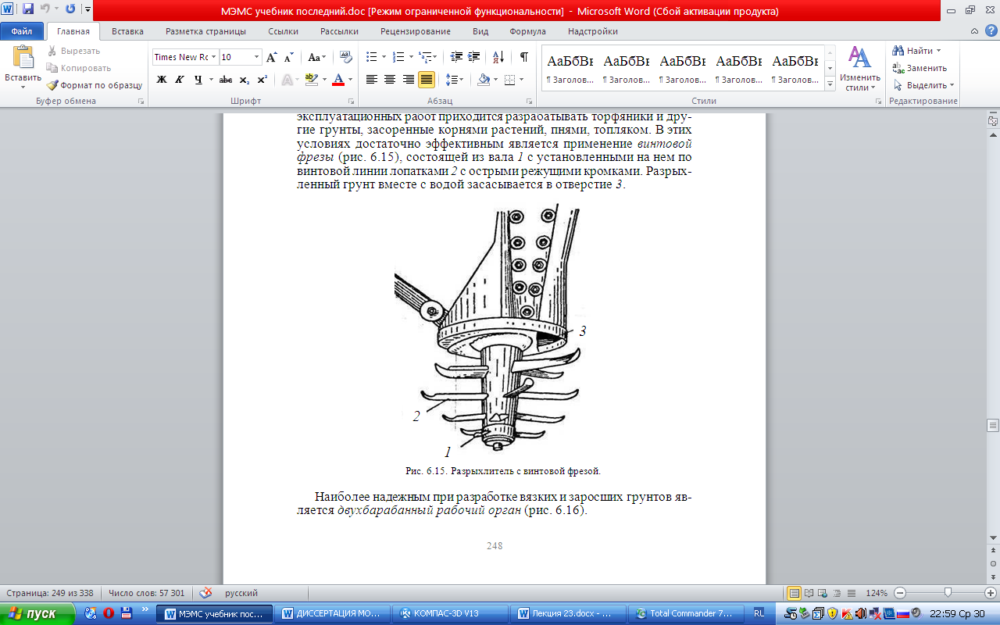 МЭМС учебник последний.doc [Режим ограниченной функциональности] - Microsoft Word (Сбой активации продукта)
Файл Главная Вставка Разметка страницы Ссылки Рассылки Рецензирование Вид Формула Надстройки
Вставить
Вырезать
Копировать
Формат по образцу
Буфер обмена
Times New Rc 10
Ж К Ч abc x₂ x²
Шрифт
Абзац
АаБбВı АаБбВı АаБбВı АаБбВı АаБбВı
¶ Заголов... ¶ Заголов... ¶ Заголов... ¶ Заголов... ¶ Заголов...
Стили
Изменить стили
Найти
Заменить
Выделить
Редактирование
эксплуатационных работ приходится разрабатывать торфяники и дру-
гие грунты, засоренные корнями растений, пнями, топляком. В этих
условиях достаточно эффективным является применение винтовой
фрезы (рис. 6.15), состоящей из вала 1 с установленными на нем по
винтовой линии лопатками 2 с острыми режущими кромками. Разрых-
ленный грунт вместе с водой засасывается в отверстие 3.
3
2
1
Рис. 6.15. Разрыхлитель с винтовой фрезой.
Наиболее надежным при разработке вязких и заросших грунтов яв-
ляется двухбарабанный рабочий орган (рис. 6.16).
248
Страница: 249 из 338 Число слов: 57 301 русский 124%
пуск МЭМС учебник пос... ДИССЕРТАЦИЯ МО... КОМПАС-3D V13 Лекция 23.docx - ... Total Commander 7... RL 22:59 Ср 30